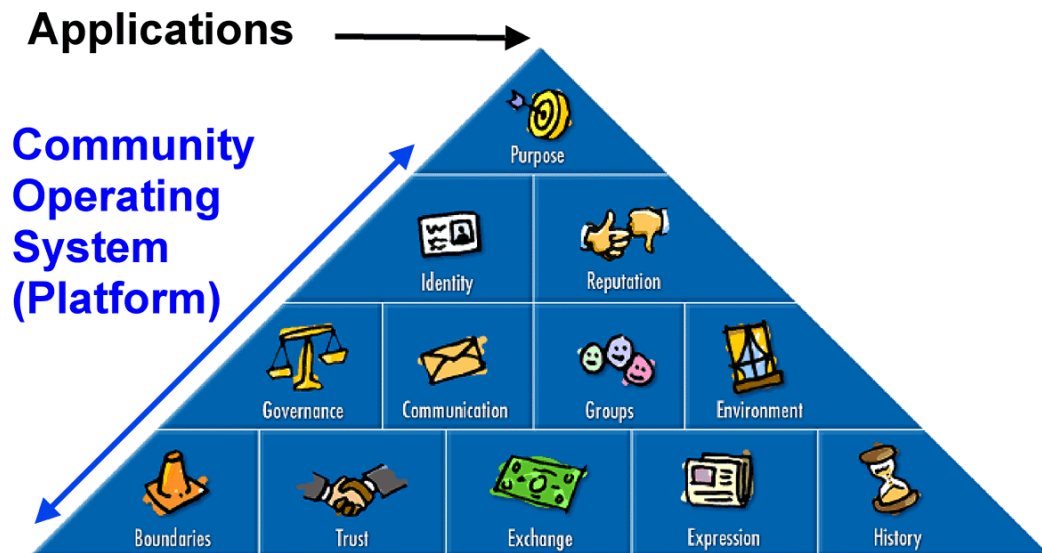 Applications
Community
Operating
System
(Platform)
Purpose
Identity
Reputation
Governance
Communication
Groups
Environment
Boundaries
Trust
Exchange
Expression
History